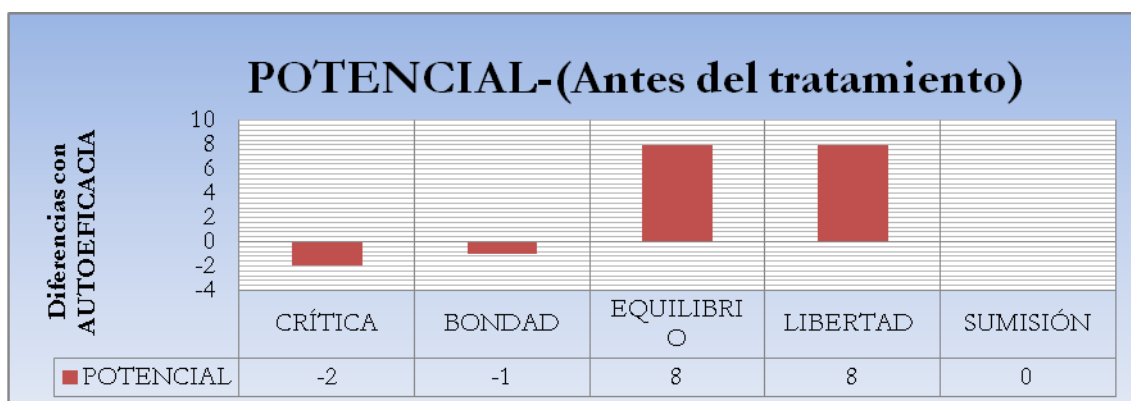 POTENCIAL-(Antes del tratamiento)
Diferencias con
AUTOEFICACIA
10
8
6
4
2
0
-2
-4
CRÍTICA BONDAD EQUILIBRI
O LIBERTAD SUMISIÓN
POTENCIAL -2 -1 8 8 0